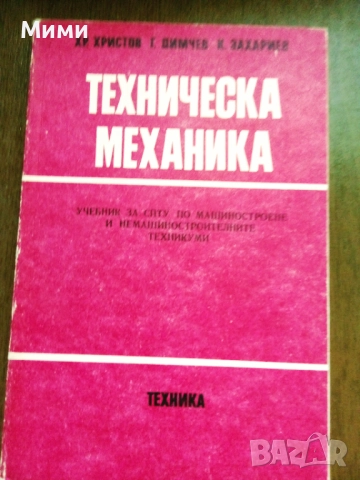 Мими
ХР. ХРИСТОВ Г. ДИМЧЕВ К. ЗАХАРИЕВ
ТЕХНИЧЕСКА
МЕХАНИКА
УЧЕБНИК ЗА СПТУ ПО МАШИНОСТРОЕНЕ
И НЕМАШИНОСТРОИТЕЛНИТЕ
ТЕХНИКУМИ
ТЕХНИКА
bazar